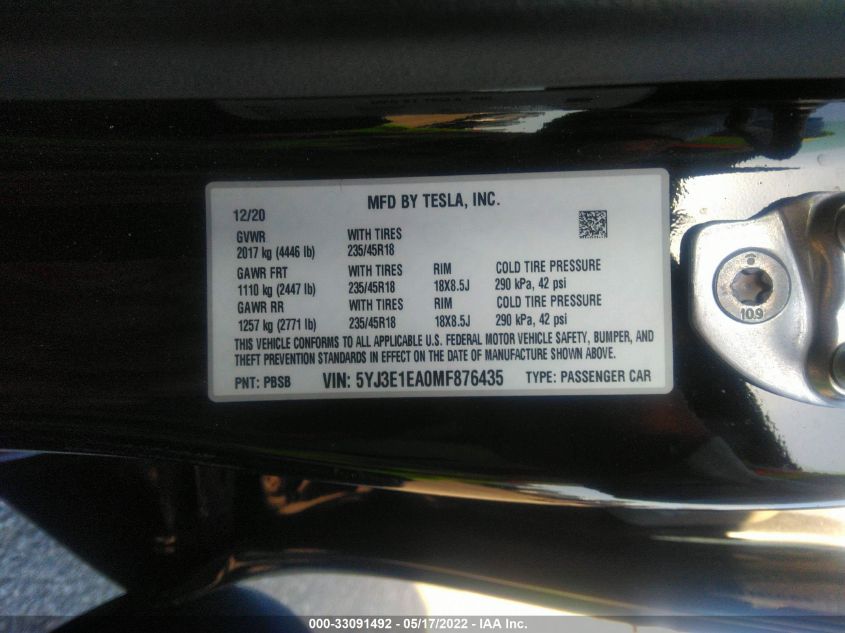 MFD BY TESLA, INC.
12/20
GVWR WITH TIRES
2017 kg (4446 lb) 235/45R18
GAWR FRT WITH TIRES RIM COLD TIRE PRESSURE
1110 kg (2447 lb) 235/45R18 18X8.5J 290 kPa, 42 psi
GAWR RR WITH TIRES RIM COLD TIRE PRESSURE
1257 kg (2771 lb) 235/45R18 18X8.5J 290 kPa, 42 psi
THIS VEHICLE CONFORMS TO ALL APPLICABLE U.S. FEDERAL MOTOR VEHICLE SAFETY, BUMPER, AND
THEFT PREVENTION STANDARDS IN EFFECT ON THE DATE OF MANUFACTURE SHOWN ABOVE.
PNT: PBSB VIN: 5YJ3E1EA0MF876435 TYPE: PASSENGER CAR
10.9
000-33091492 - 05/17/2022 - IAA Inc.